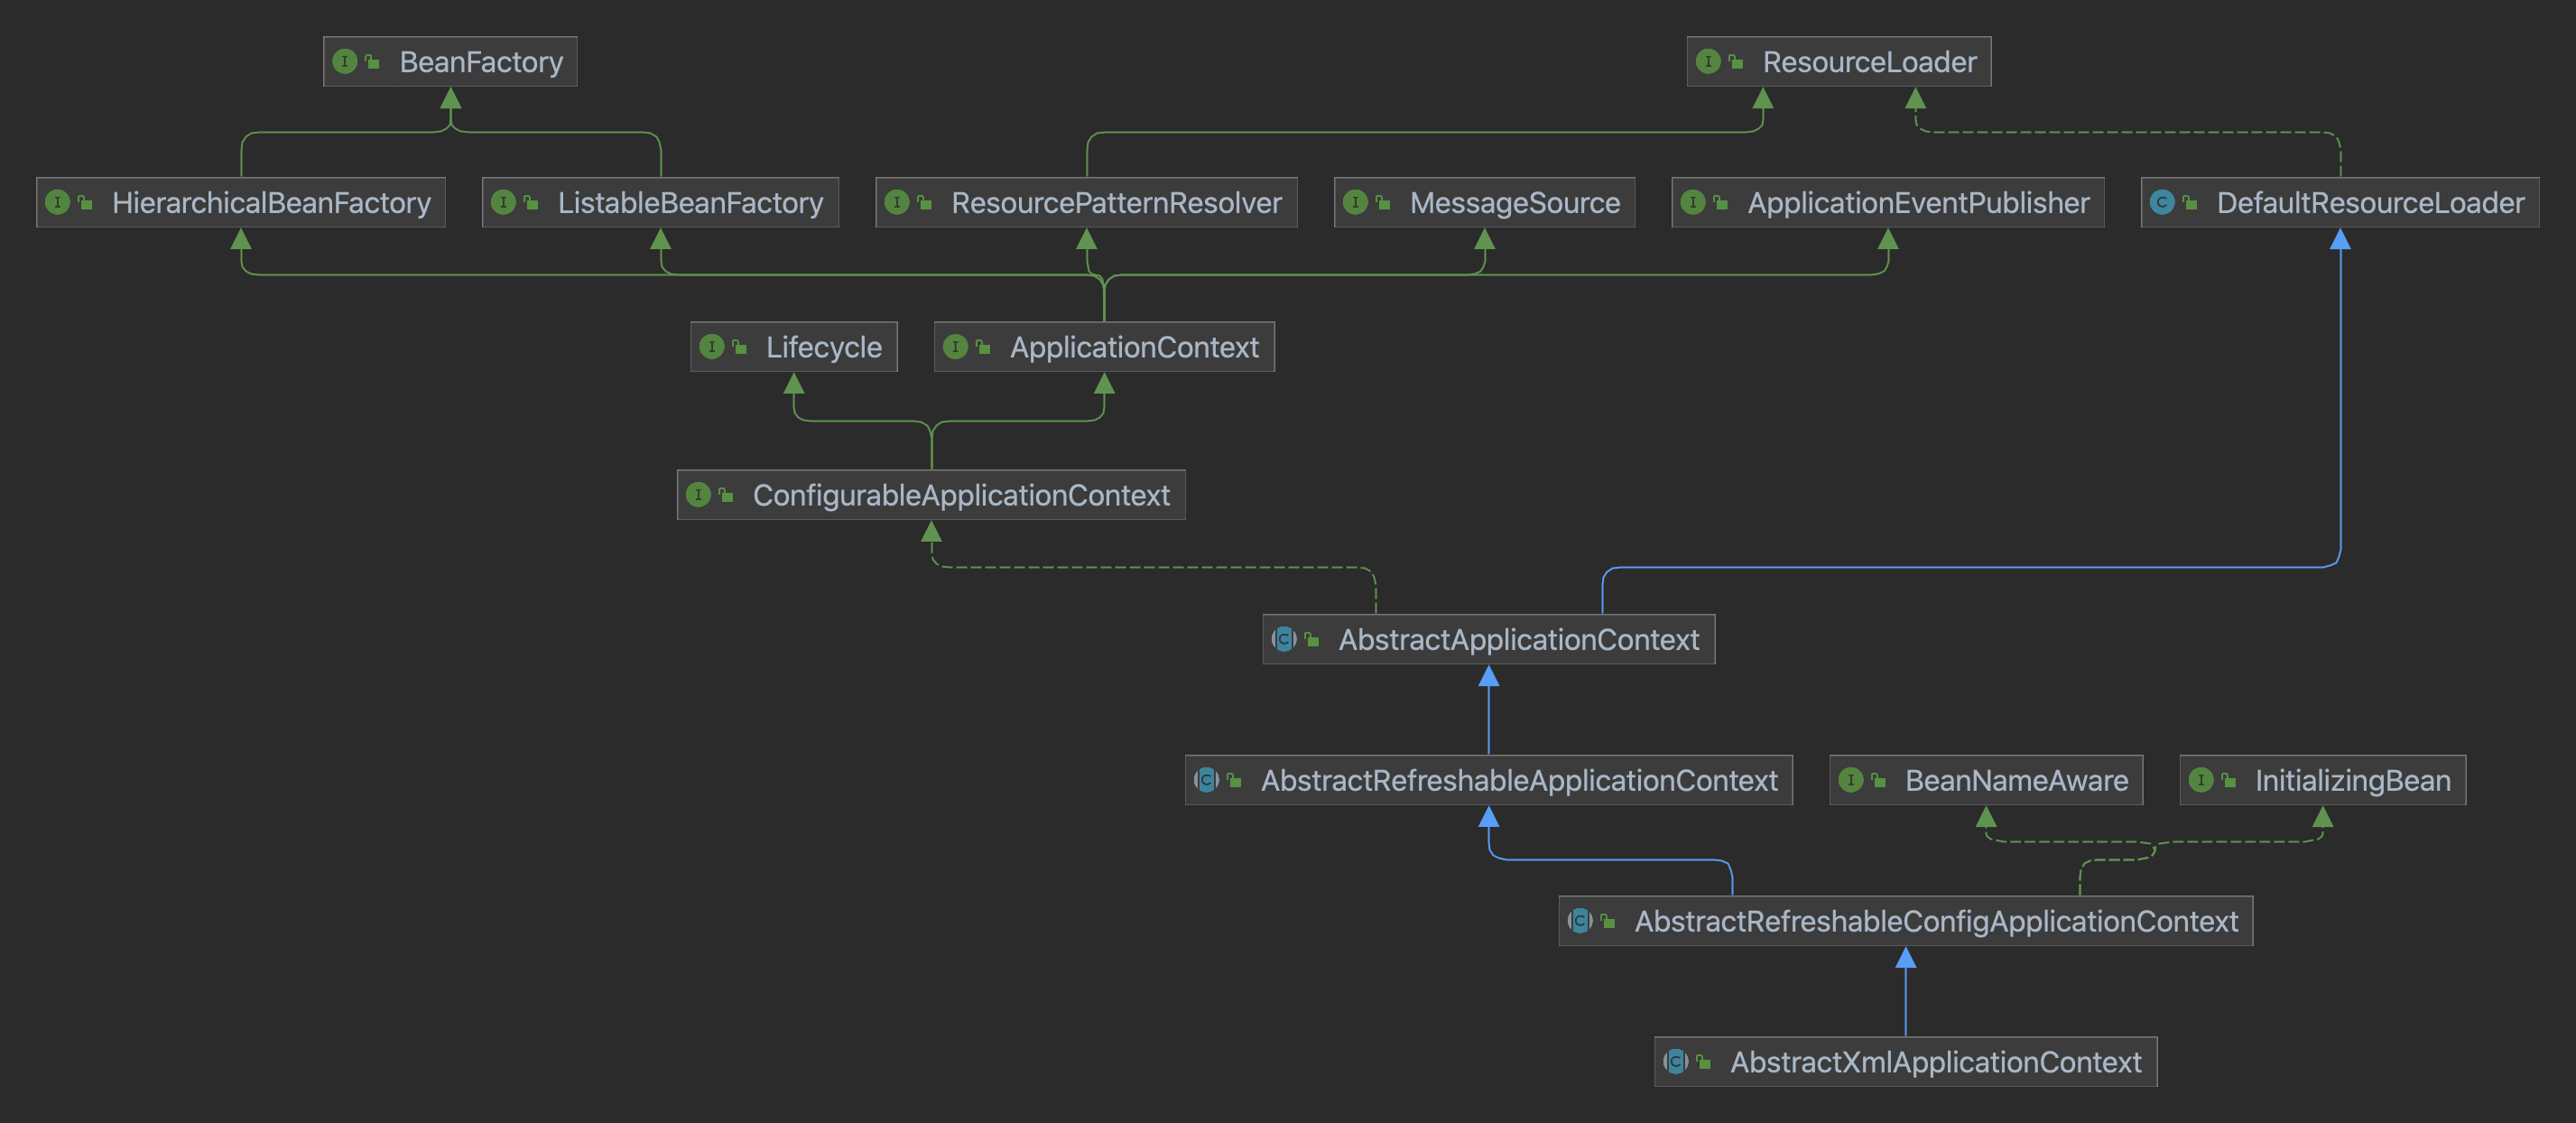 BeanFactory
ResourceLoader
HierarchicalBeanFactory
ListableBeanFactory
ResourcePatternResolver
MessageSource
ApplicationEventPublisher
DefaultResourceLoader
Lifecycle
ApplicationContext
ConfigurableApplicationContext
AbstractApplicationContext
AbstractRefreshableApplicationContext
BeanNameAware
InitializingBean
AbstractRefreshableConfigApplicationContext
AbstractXmlApplicationContext